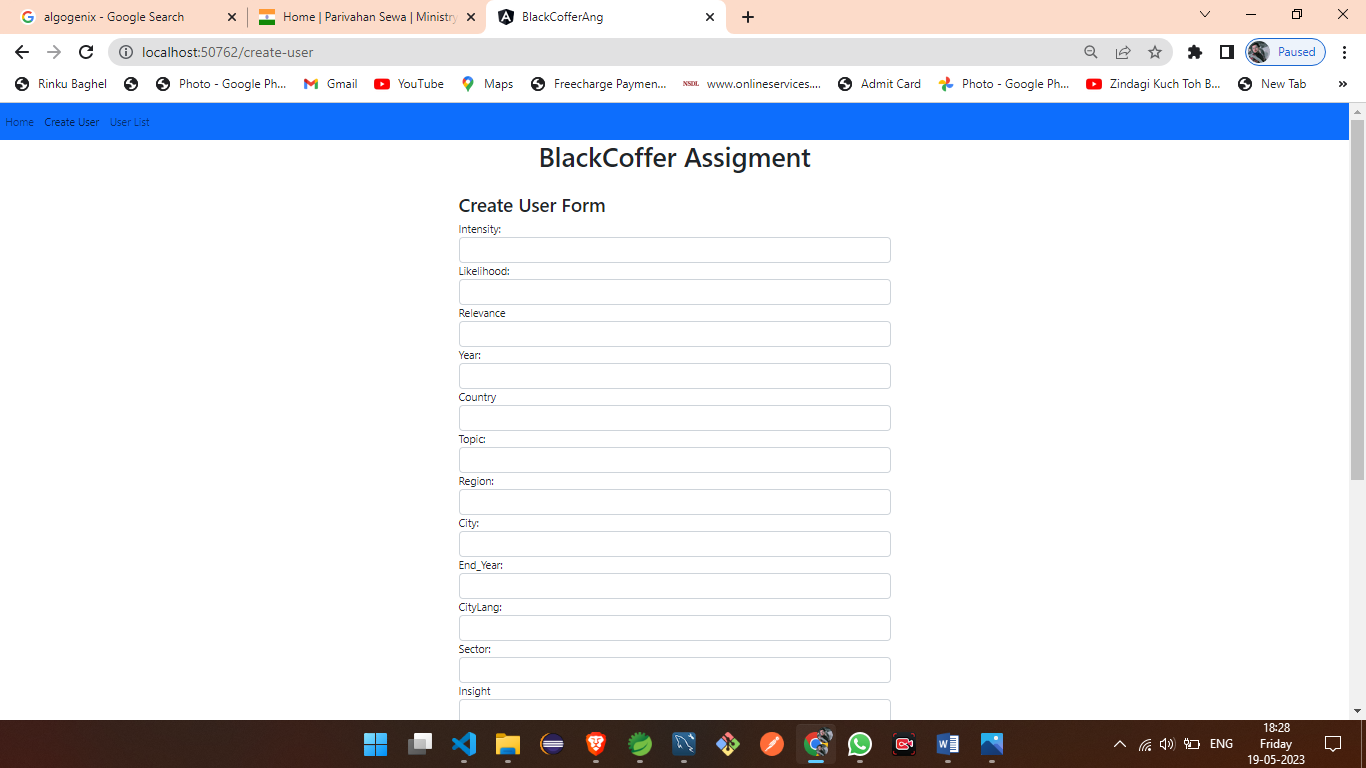 algogenix - Google Search
Home | Parivahan Sewa | Ministry
BlackCofferAng
localhost:50762/create-user
Paused
Rinku Baghel
Photo - Google Ph...
Gmail
YouTube
Maps
Freecharge Paymen...
NSDL
www.onlineservices....
Admit Card
Photo - Google Ph...
Zindagi Kuch Toh B...
New Tab
»
Home
Create User
User List
BlackCoffer Assigment
Create User Form
Intensity:
Likelihood:
Relevance
Year:
Country
Topic:
Region:
City:
End_Year:
CityLang:
Sector:
Insight
ENG
18:28
Friday
19-05-2023